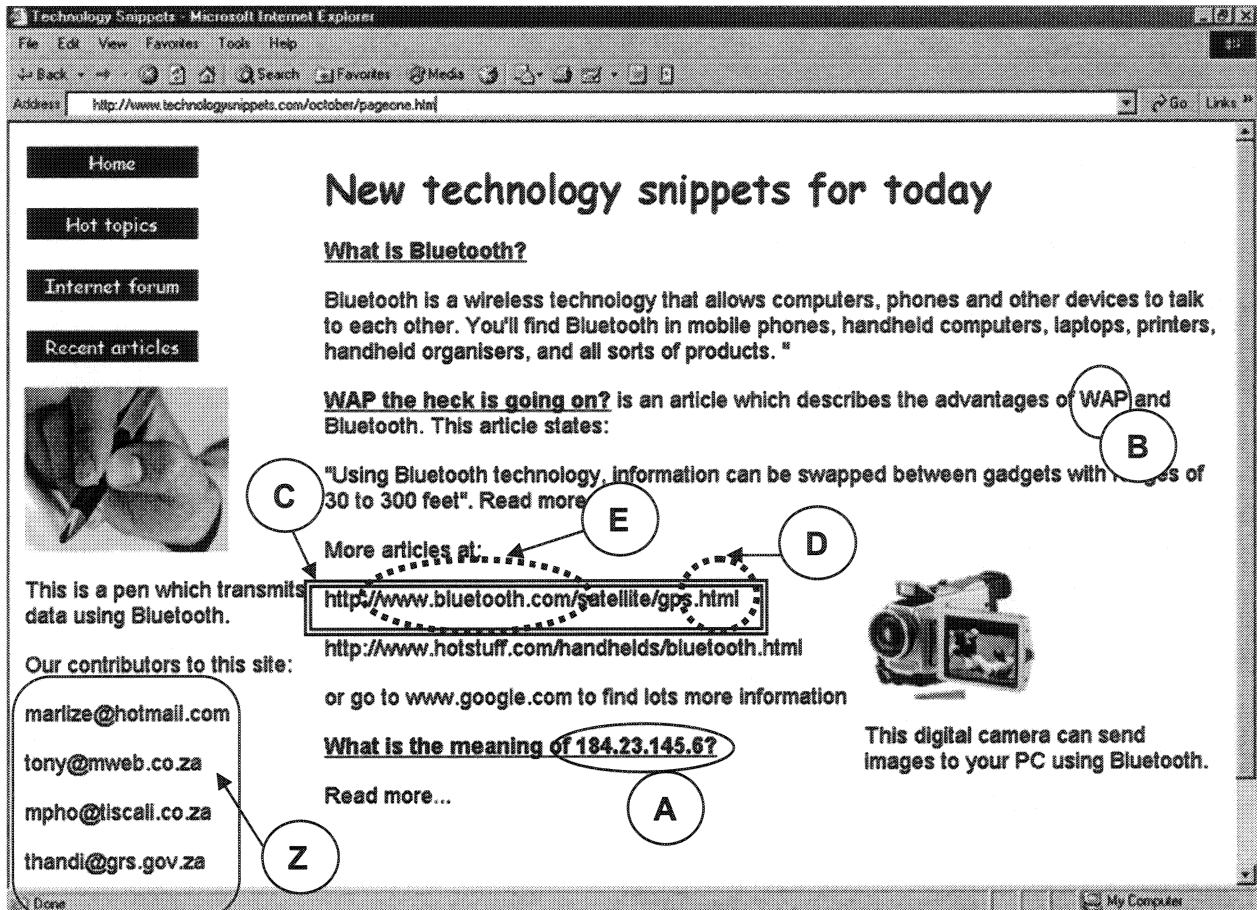 Technology Snippets - Microsoft Internet Explorer
File Edit View Favorites Tools Help
Back Search Favorites Media
Address http://www.technologysnippets.com/october/pageone.htm Go Links »
Home
Hot topics
Internet forum
Recent articles
This is a pen which transmits
data using Bluetooth.
Our contributors to this site:
marlize@hotmail.com
tony@mweb.co.za
mpho@tiscali.co.za
thandi@grs.gov.za
Z
New technology snippets for today
What is Bluetooth?
Bluetooth is a wireless technology that allows computers, phones and other devices to talk
to each other. You'll find Bluetooth in mobile phones, handheld computers, laptops, printers,
handheld organisers, and all sorts of products. "
WAP the heck is going on? is an article which describes the advantages of WAP and
Bluetooth. This article states:
B
"Using Bluetooth technology, information can be swapped between gadgets with of
30 to 300 feet". Read more
C
E
D
More articles at:
http://www.bluetooth.com/satellite/gps.html
http://www.hotstuff.com/handhelds/bluetooth.html
or go to www.google.com to find lots more information
What is the meaning of 184.23.145.6?
A
Read more...
This digital camera can send
images to your PC using Bluetooth.
Done My Computer